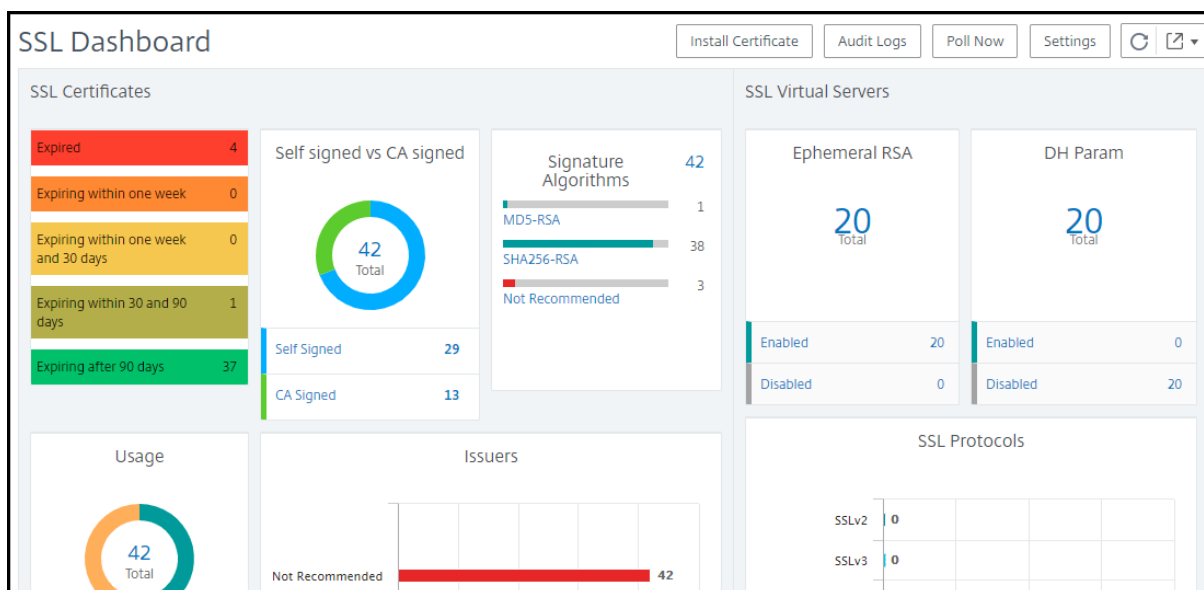 SSL Dashboard
Install Certificate
Audit Logs
Poll Now
Settings
SSL Certificates
Expired 4
Expiring within one week 0
Expiring within one week 0
and 30 days
Expiring within 30 and 90 1
days
Expiring after 90 days 37
Self signed vs CA signed
42
Total
Self Signed 29
CA Signed 13
Signature 42
Algorithms
1
MD5-RSA
38
SHA256-RSA
3
Not Recommended
Usage
42
Total
Issuers
Not Recommended 42
SSL Virtual Servers
Ephemeral RSA
20
Total
Enabled 20
Disabled 0
DH Param
20
Total
Enabled 0
Disabled 20
SSL Protocols
SSLv2 0
SSLv3 0